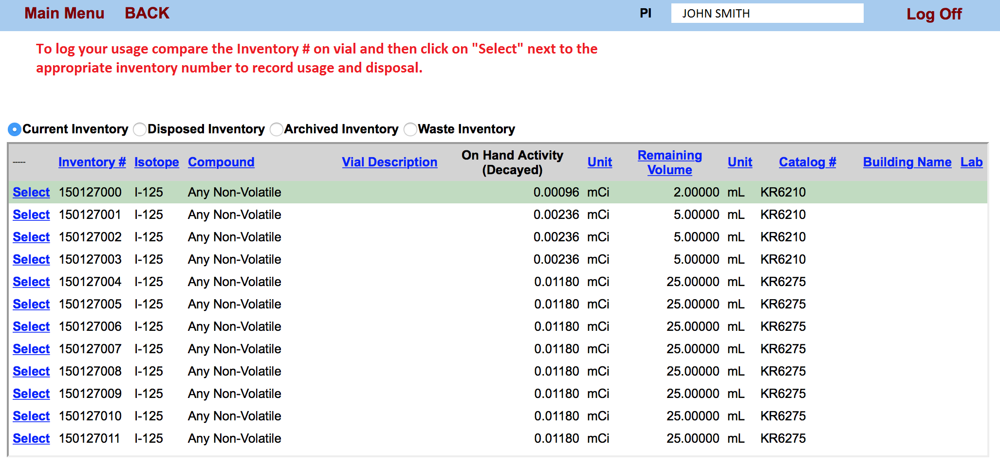 Main Menu BACK PI JOHN SMITH Log Off
To log your usage compare the Inventory # on vial and then click on "Select" next to the
appropriate inventory number to record usage and disposal.
Current Inventory Disposed Inventory Archived Inventory Waste Inventory
----- Inventory # Isotope Compound Vial Description On Hand Activity (Decayed) Unit Remaining Volume Unit Catalog # Building Name Lab
Select 150127000 I-125 Any Non-Volatile 0.00096 mCi 2.00000 mL KR6210
Select 150127001 I-125 Any Non-Volatile 0.00236 mCi 5.00000 mL KR6210
Select 150127002 I-125 Any Non-Volatile 0.00236 mCi 5.00000 mL KR6210
Select 150127003 I-125 Any Non-Volatile 0.00236 mCi 5.00000 mL KR6210
Select 150127004 I-125 Any Non-Volatile 0.01180 mCi 25.00000 mL KR6275
Select 150127005 I-125 Any Non-Volatile 0.01180 mCi 25.00000 mL KR6275
Select 150127006 I-125 Any Non-Volatile 0.01180 mCi 25.00000 mL KR6275
Select 150127007 I-125 Any Non-Volatile 0.01180 mCi 25.00000 mL KR6275
Select 150127008 I-125 Any Non-Volatile 0.01180 mCi 25.00000 mL KR6275
Select 150127009 I-125 Any Non-Volatile 0.01180 mCi 25.00000 mL KR6275
Select 150127010 I-125 Any Non-Volatile 0.01180 mCi 25.00000 mL KR6275
Select 150127011 I-125 Any Non-Volatile 0.01180 mCi 25.00000 mL KR6275